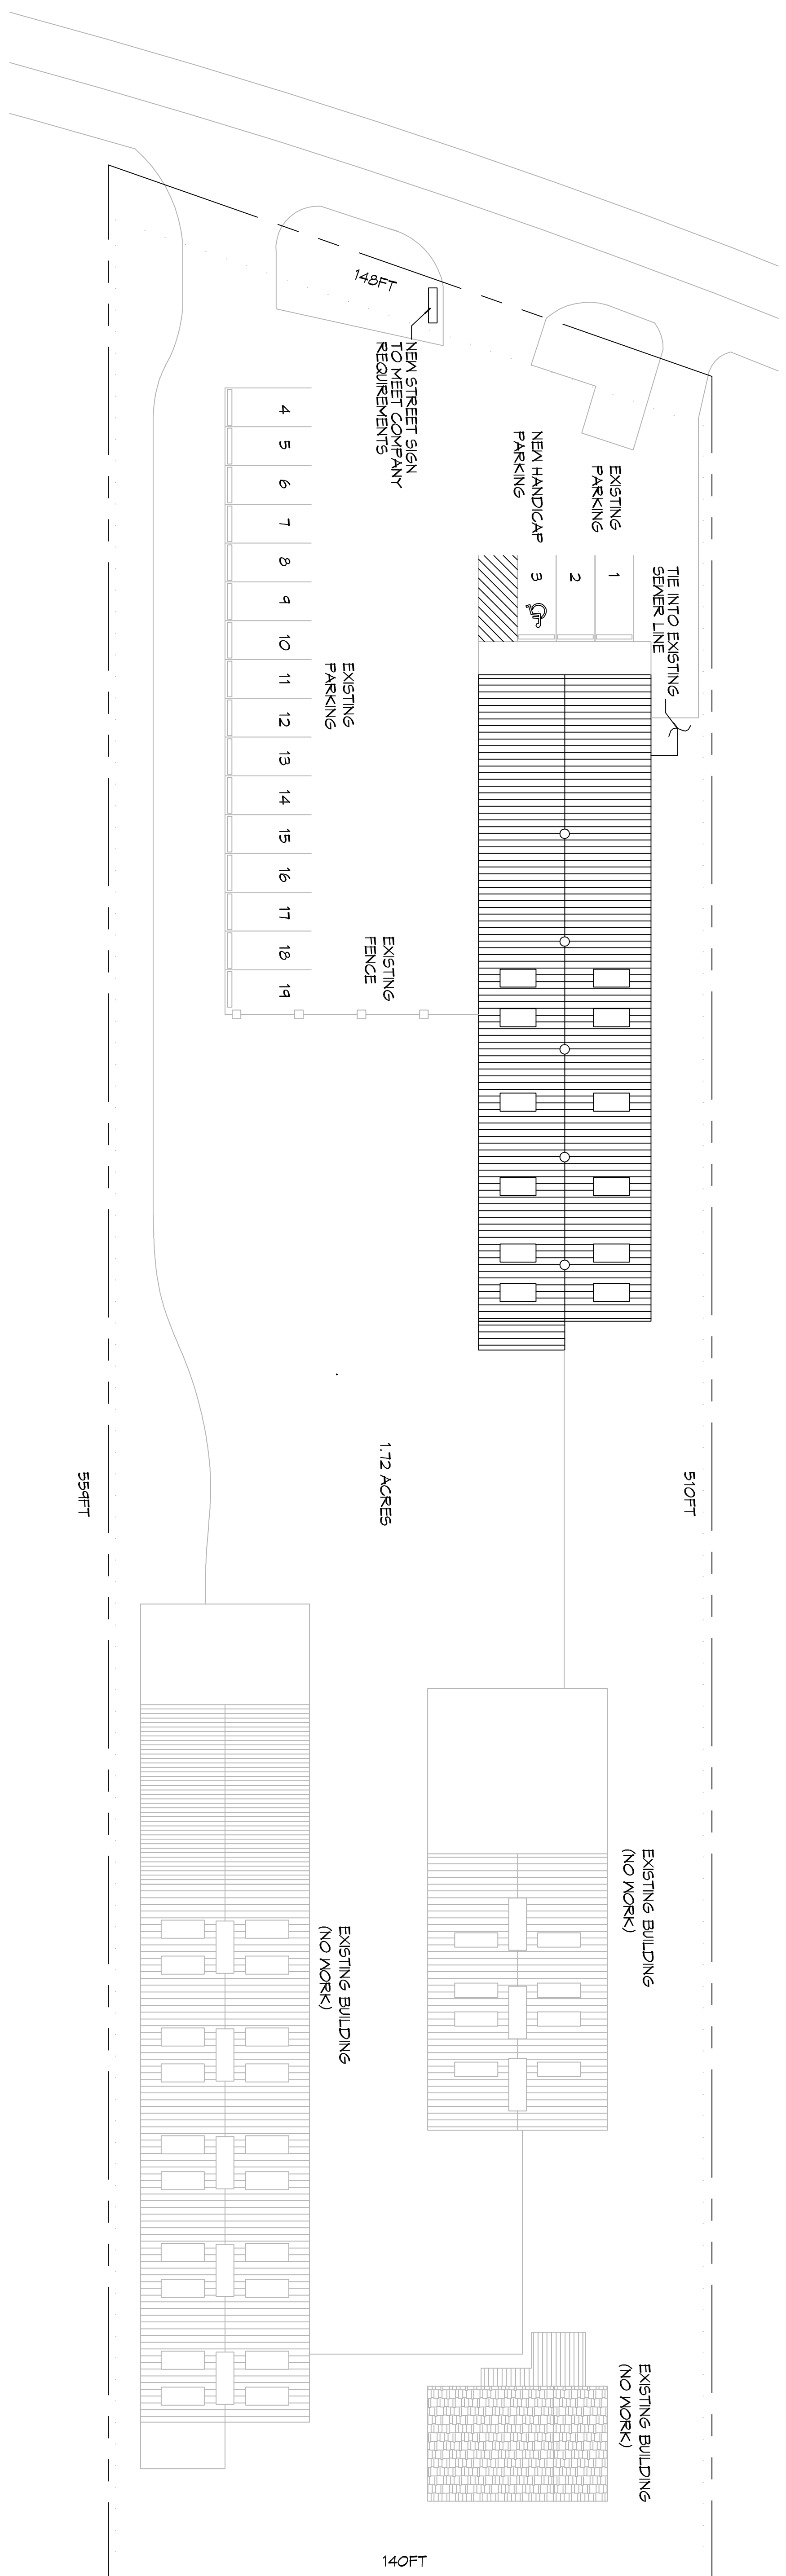 148FT
NEW STREET SIGN
TO MEET COMPANY
REQUIREMENTS
4
5
6
7
8
9
10
11
12
13
14
15
16
17
18
19
NEW HANDICAP
PARKING
EXISTING
PARKING
1
2
3
TIE INTO EXISTING
SEWER LINE
EXISTING
PARKING
EXISTING
FENCE
1.72 ACRES
559FT
510FT
EXISTING BUILDING
(NO WORK)
EXISTING BUILDING
(NO WORK)
EXISTING BUILDING
(NO WORK)
140FT